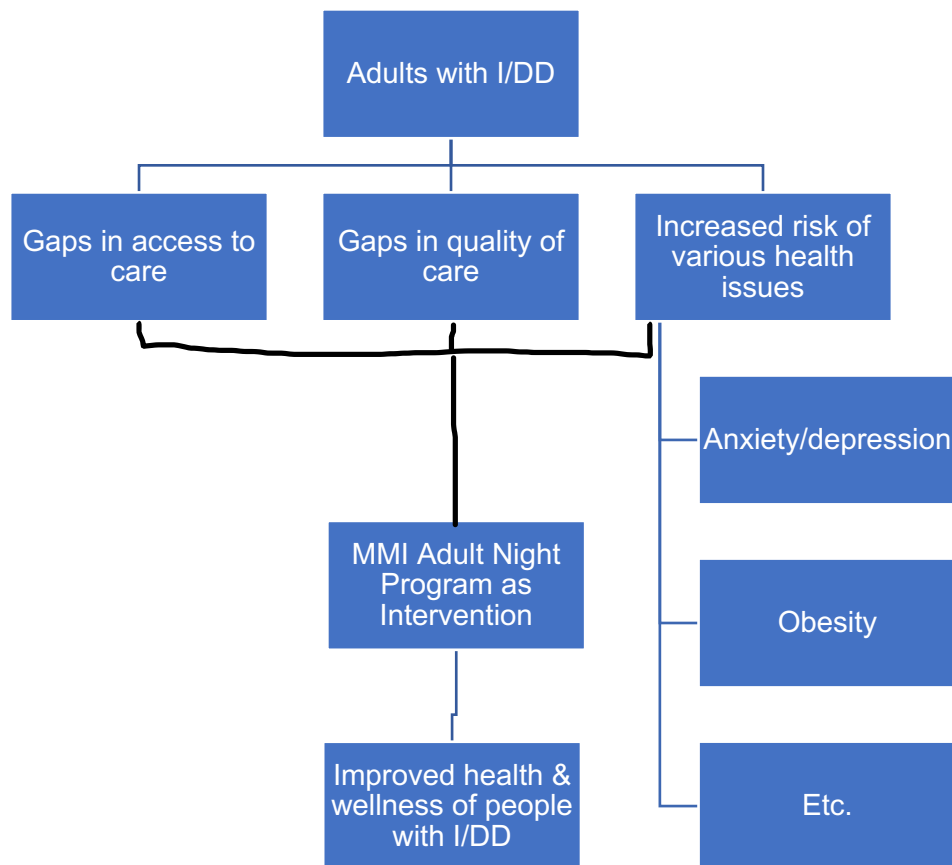 Adults with I/DD
Gaps in access to
care
Gaps in quality of
care
Increased risk of
various health
issues
Anxiety/depression
MMI Adult Night
Program as
Intervention
Obesity
Improved health &
wellness of people
with I/DD
Etc.